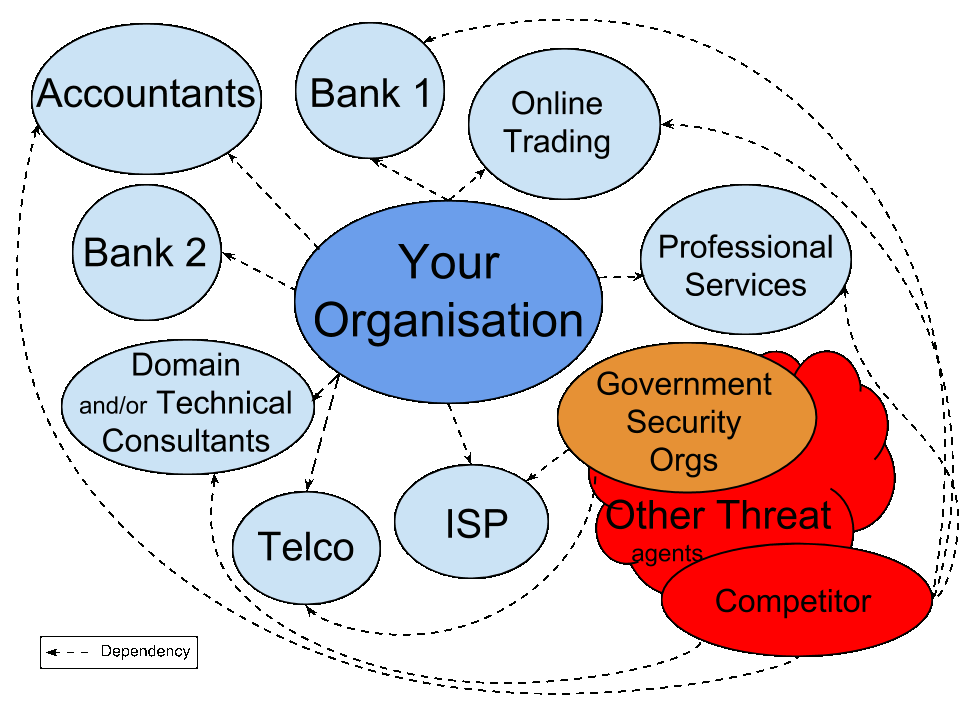 Accountants
Bank 1
Online
Trading
Bank 2
Your
Organisation
Professional
Services
Domain
and/or Technical
Consultants
Government
Security
Orgs
Telco
ISP
Other Threat
agents
Competitor
Dependency